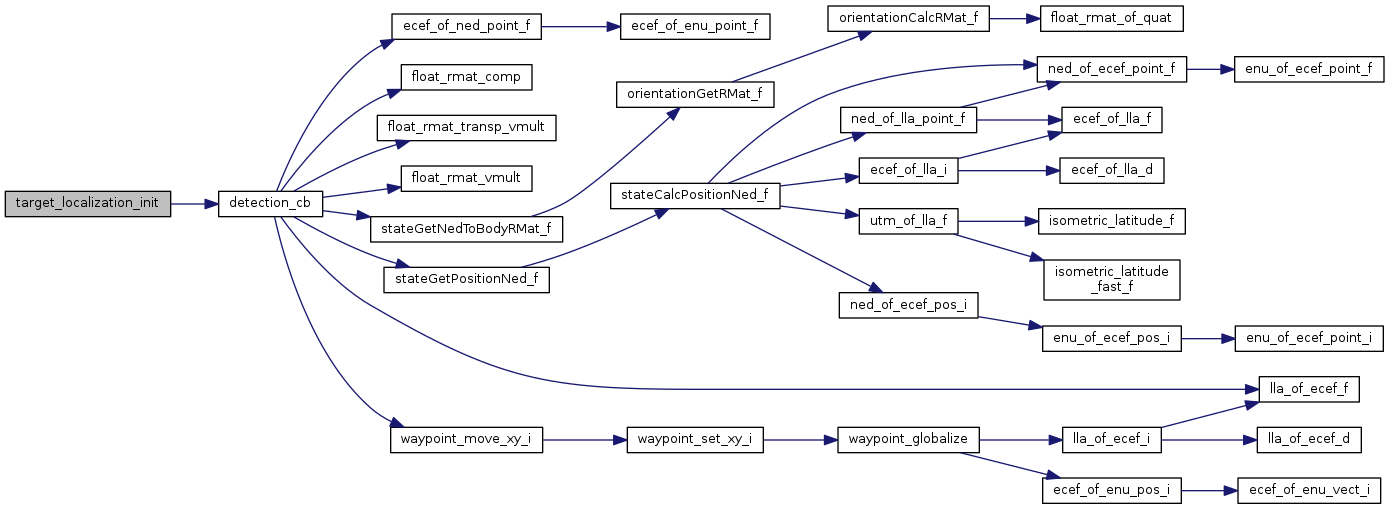 target_localization_init
detection_cb
ecef_of_ned_point_f
ecef_of_enu_point_f
float_rmat_comp
float_rmat_transp_vmult
float_rmat_vmult
stateGetNedToBodyRMat_f
orientationGetRMat_f
orientationCalcRMat_f
float_rmat_of_quat
stateGetPositionNed_f
stateCalcPositionNed_f
ned_of_ecef_point_f
enu_of_ecef_point_f
ned_of_lla_point_f
ecef_of_lla_f
ecef_of_lla_i
ecef_of_lla_d
utm_of_lla_f
isometric_latitude_f
isometric_latitude
_fast_f
ned_of_ecef_pos_i
enu_of_ecef_pos_i
enu_of_ecef_point_i
lla_of_ecef_f
waypoint_move_xy_i
waypoint_set_xy_i
waypoint_globalize
lla_of_ecef_i
lla_of_ecef_d
ecef_of_enu_pos_i
ecef_of_enu_vect_i